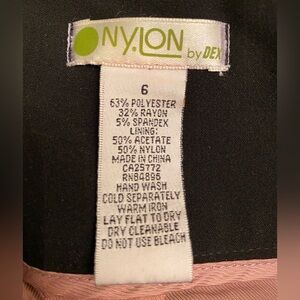 NY.LON
by DEX
6
63% POLYESTER
32% RAYON
5% SPANDEX
LINING:
50% ACETATE
50% NYLON
MADE IN CHINA
CA25772
RN84896
HAND WASH
COLD SEPARATELY
WARM IRON
LAY FLAT TO DRY
DRY CLEANABLE
DO NOT USE BLEACH